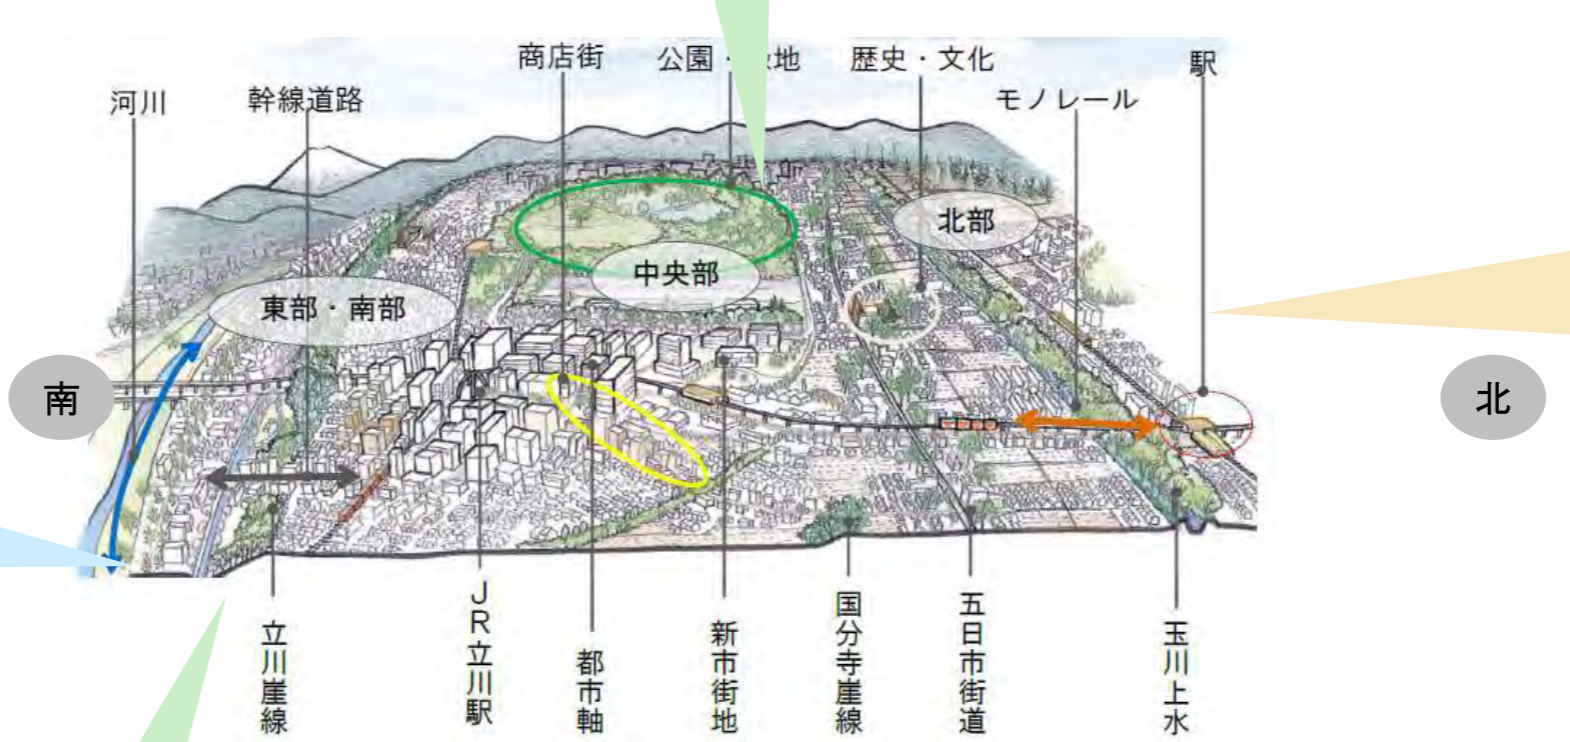 商店街
公園・緑地
歴史・文化
駅
河川
幹線道路
モノレール
北部
中央部
東部・南部
南
北
立川崖線
JR立川駅
都市軸
新市街地
国分寺崖線
五日市街道
玉川上水